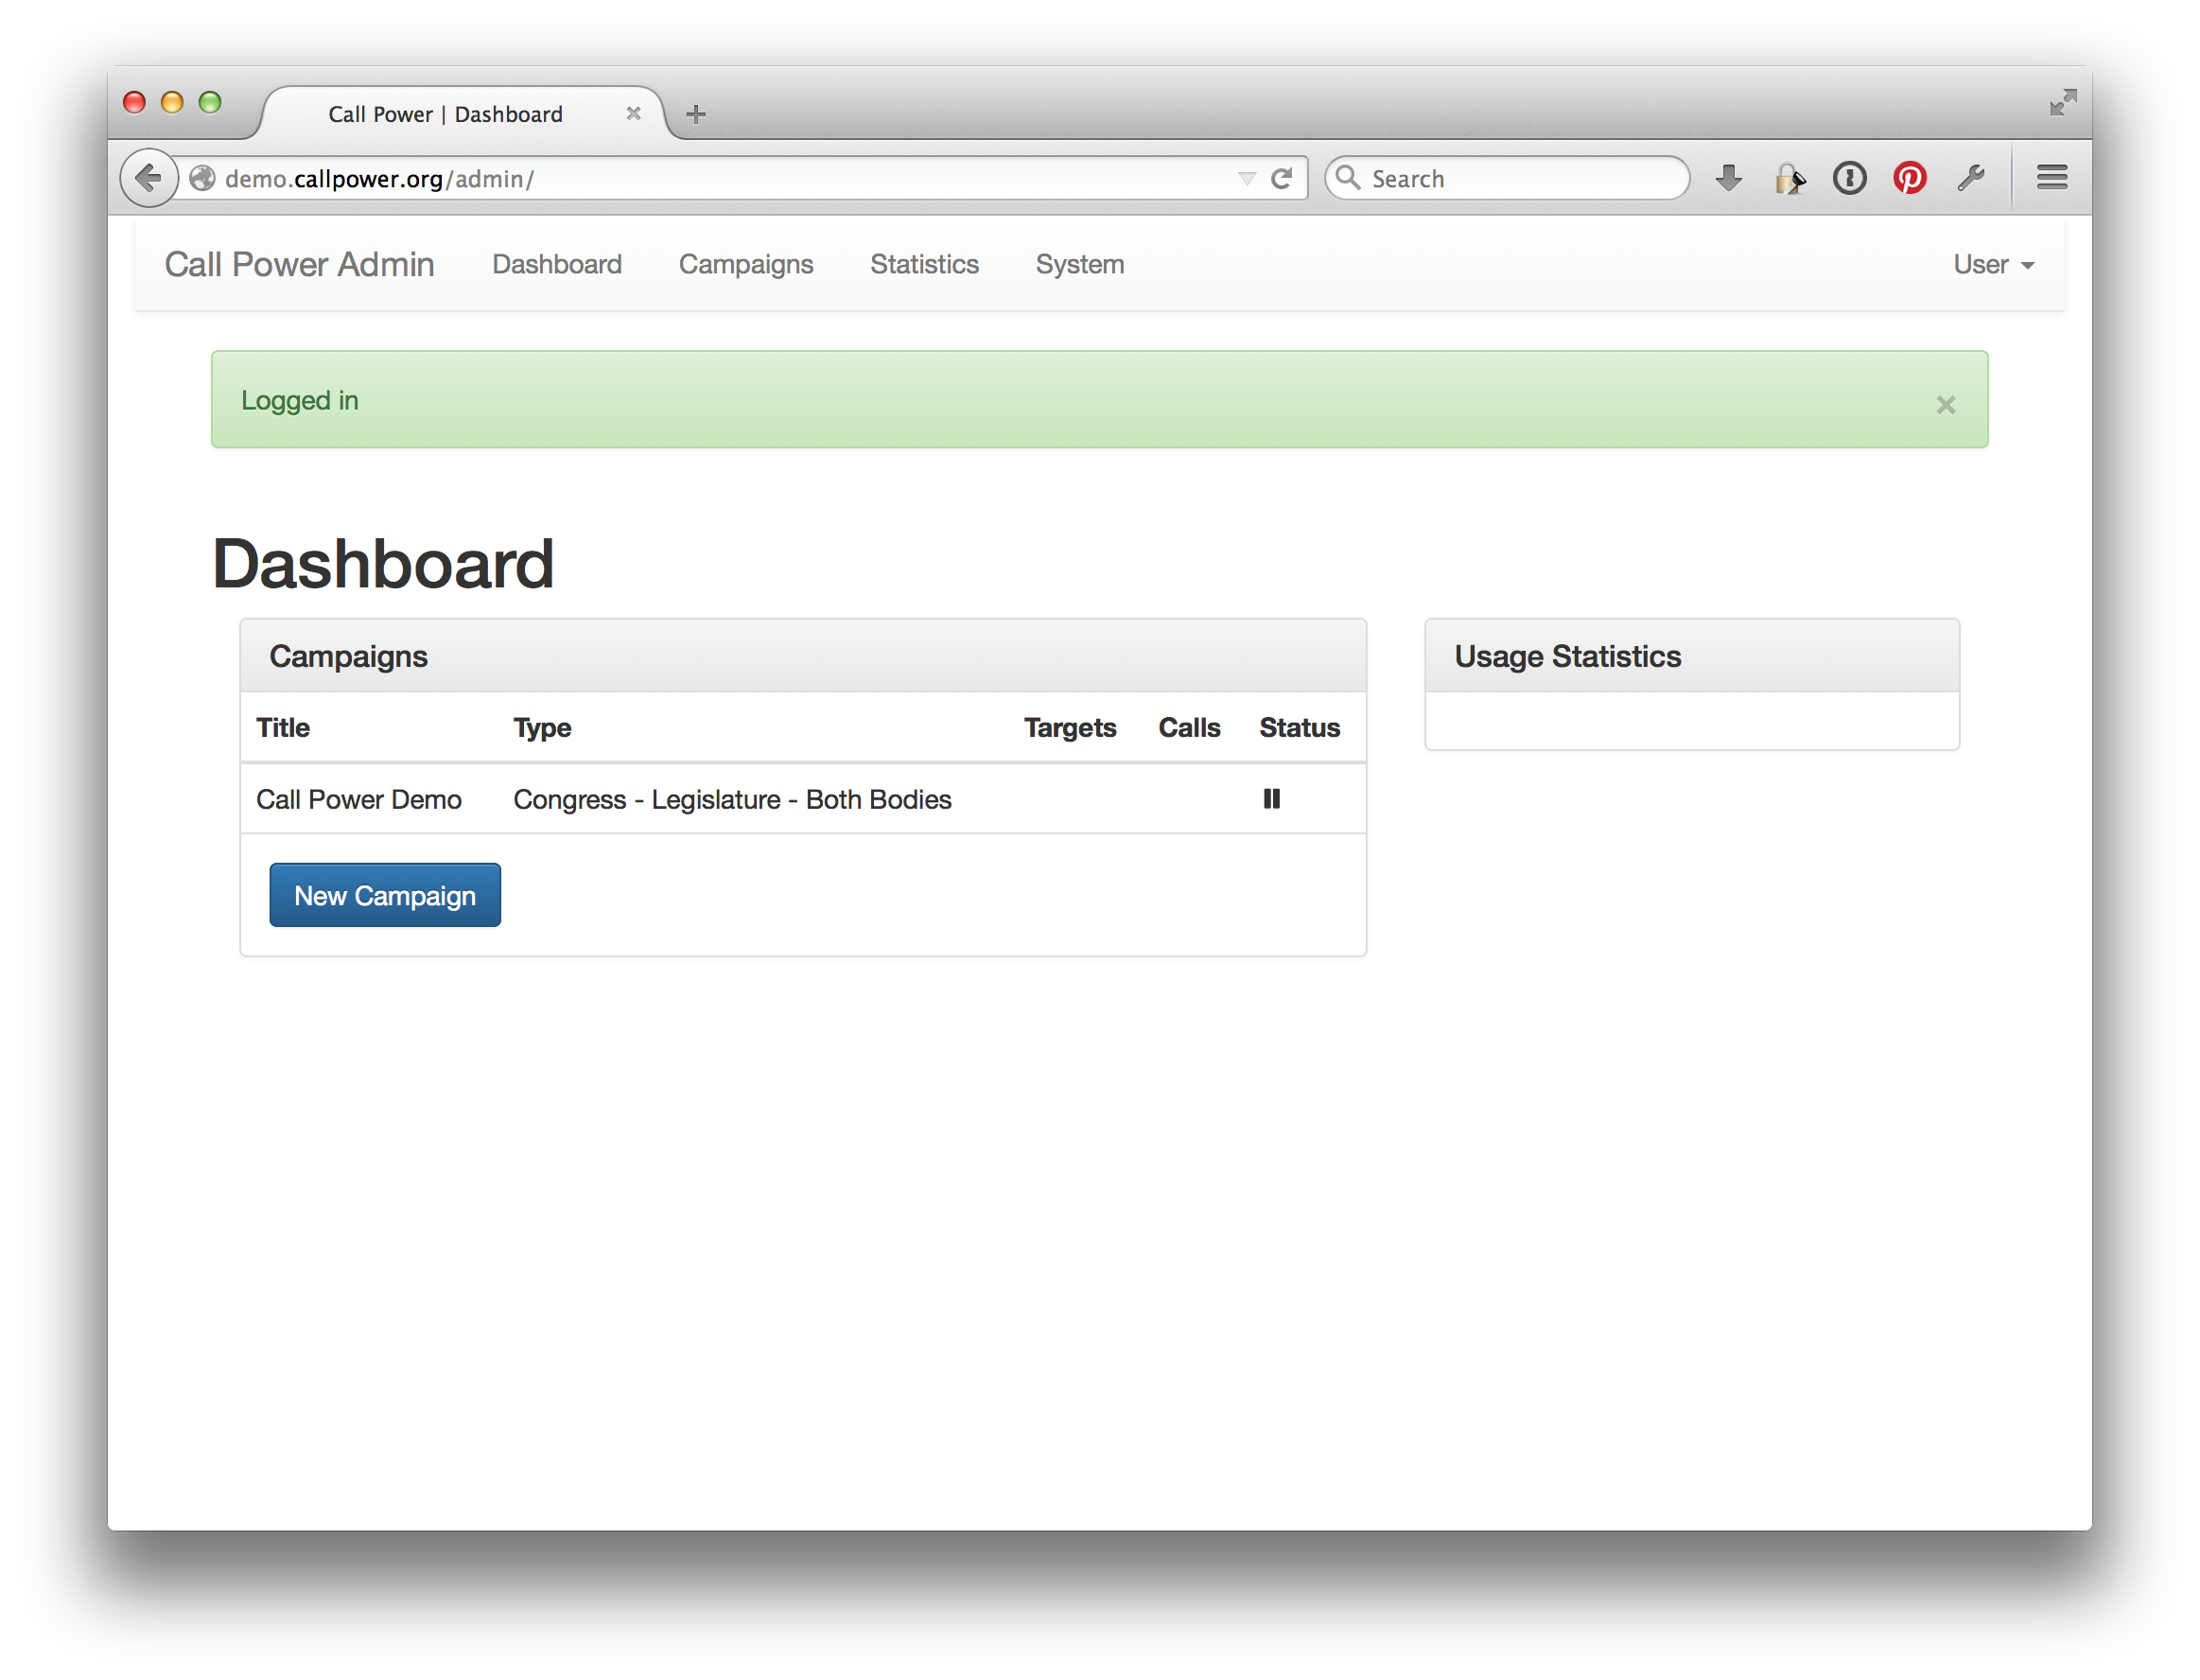 Call Power | Dashboard
demo.callpower.org/admin/
Search
Call Power Admin Dashboard Campaigns Statistics System User
Logged in
Dashboard
Campaigns
Title Type Targets Calls Status
Call Power Demo Congress - Legislature - Both Bodies
New Campaign
Usage Statistics